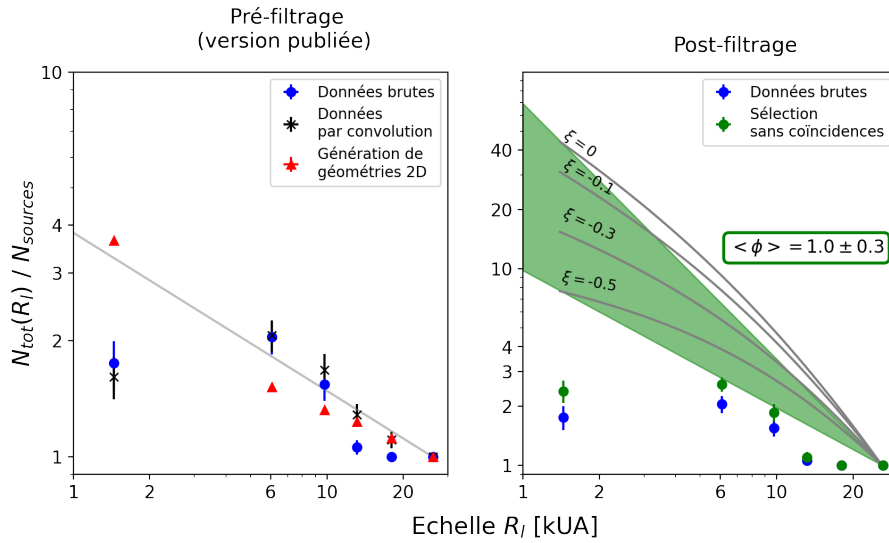 Pré-filtrage
(version publiée)
Post-filtrage
Données brutes
Données
par convolution
Génération de
géométries 2D
Données brutes
Sélection
sans coïncidences
ξ = 0
ξ = -0.1
ξ = -0.3
ξ = -0.5
< ϕ > = 1.0 ± 0.3
N_tot(R_l) / N_sources
10
4
3
2
1
1
2
6
10
20
40
20
10
4
3
2
1
1
2
6
10
20
Echelle R_l [kUA]